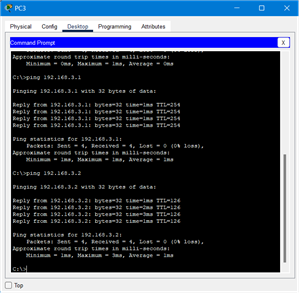 PC3
Physical Config Desktop Programming Attributes
Command Prompt X
Approximate round trip times in milli-seconds:
Minimum = 0ms, Maximum = 1ms, Average = 0ms
C:\>ping 192.168.3.1
Pinging 192.168.3.1 with 32 bytes of data:
Reply from 192.168.3.1: bytes=32 time=1ms TTL=254
Reply from 192.168.3.1: bytes=32 time=1ms TTL=254
Reply from 192.168.3.1: bytes=32 time=1ms TTL=254
Reply from 192.168.3.1: bytes=32 time=1ms TTL=254
Ping statistics for 192.168.3.1:
Packets: Sent = 4, Received = 4, Lost = 0 (0% loss),
Approximate round trip times in milli-seconds:
Minimum = 1ms, Maximum = 1ms, Average = 1ms
C:\>ping 192.168.3.2
Pinging 192.168.3.2 with 32 bytes of data:
Reply from 192.168.3.2: bytes=32 time=1ms TTL=126
Reply from 192.168.3.2: bytes=32 time=2ms TTL=126
Reply from 192.168.3.2: bytes=32 time=3ms TTL=126
Reply from 192.168.3.2: bytes=32 time=1ms TTL=126
Ping statistics for 192.168.3.2:
Packets: Sent = 4, Received = 4, Lost = 0 (0% loss),
Approximate round trip times in milli-seconds:
Minimum = 1ms, Maximum = 3ms, Average = 1ms
C:\>
Top